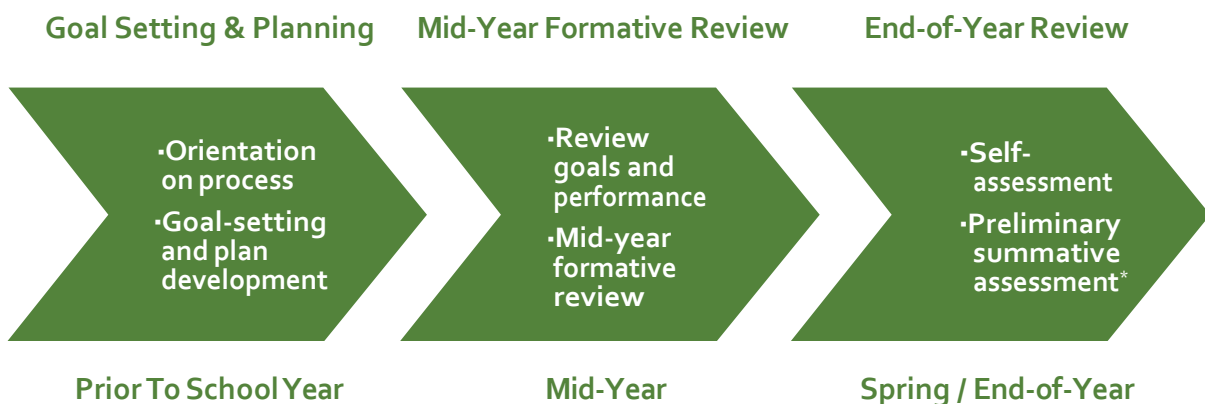 Goal Setting & Planning
Mid-Year Formative Review
End-of-Year Review
▪Orientation
on process
▪Goal-setting
and plan
development
▪Review
goals and
performance
▪Mid-year
formative
review
▪Self-
assessment
▪Preliminary
summative
assessment*
Prior To School Year
Mid-Year
Spring / End-of-Year